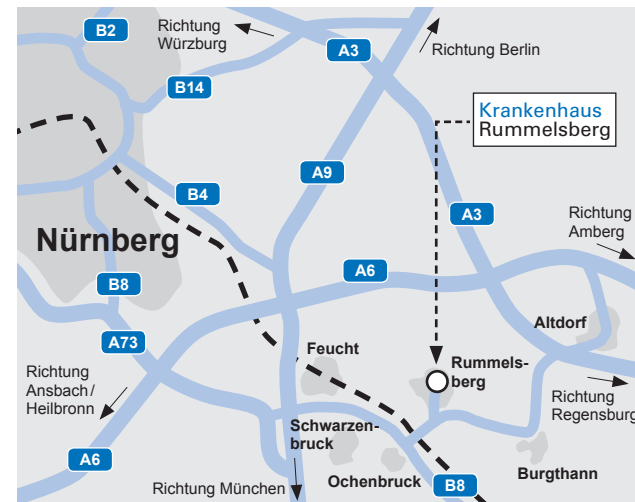 B2
Richtung
Würzburg
A3
Richtung Berlin
B14
Krankenhaus
Rummelsberg
A9
B4
A3
Richtung
Amberg
Nürnberg
A6
B8
Altdorf
A73
Feucht
Rummels-
berg
Richtung
Ansbach/
Heilbronn
Richtung
Regensburg
Schwarzen-
bruck
A6
Ochenbruck
Burgthann
Richtung München
B8